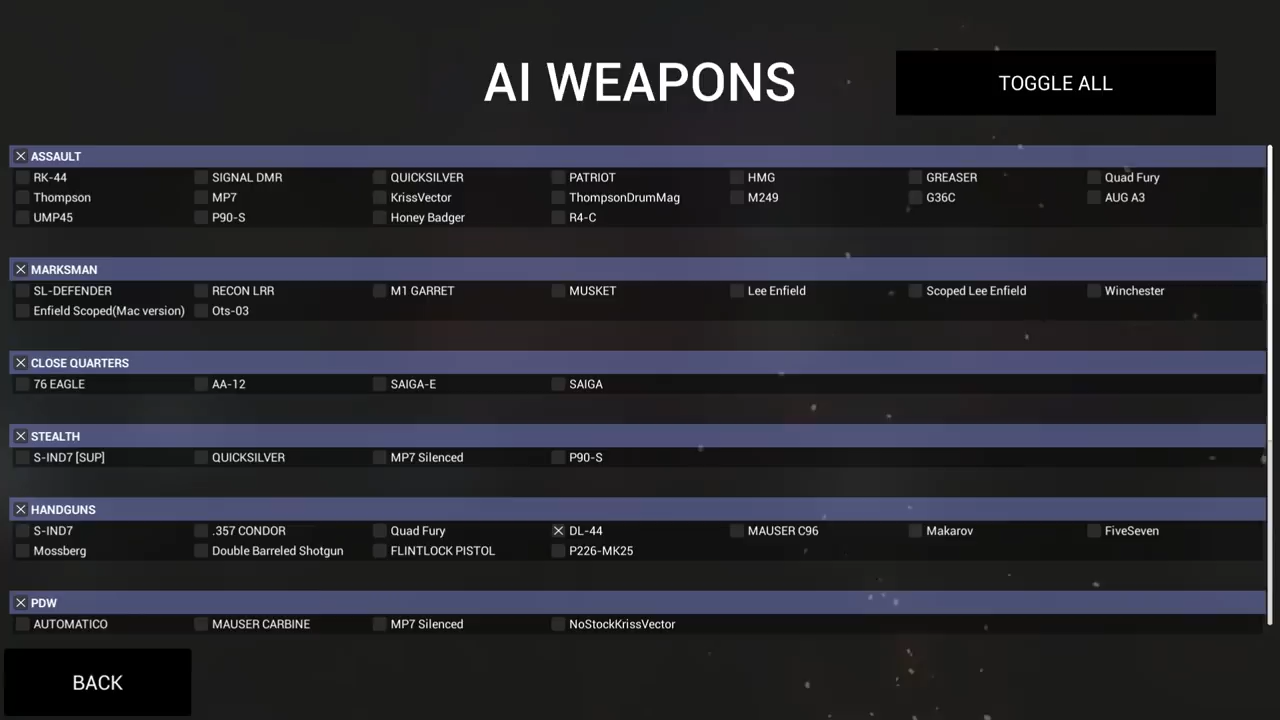 AI WEAPONS
TOGGLE ALL
ASSAULT
RK-44 SIGNAL DMR QUICKSILVER PATRIOT HMG GREASER Quad Fury
Thompson MP7 KrissVector ThompsonDrumMag M249 G36C AUG A3
UMP45 P90-S Honey Badger R4-C
MARKSMAN
SL-DEFENDER RECON LRR M1 GARRET MUSKET Lee Enfield Scoped Lee Enfield Winchester
Enfield Scoped(Mac version) Ots-03
CLOSE QUARTERS
76 EAGLE AA-12 SAIGA-E SAIGA
STEALTH
S-IND7 [SUP] QUICKSILVER MP7 Silenced P90-S
HANDGUNS
S-IND7 .357 CONDOR Quad Fury DL-44 MAUSER C96 Makarov FiveSeven
Mossberg Double Barreled Shotgun FLINTLOCK PISTOL P226-MK25
PDW
AUTOMATICO MAUSER CARBINE MP7 Silenced NoStockKrissVector
BACK